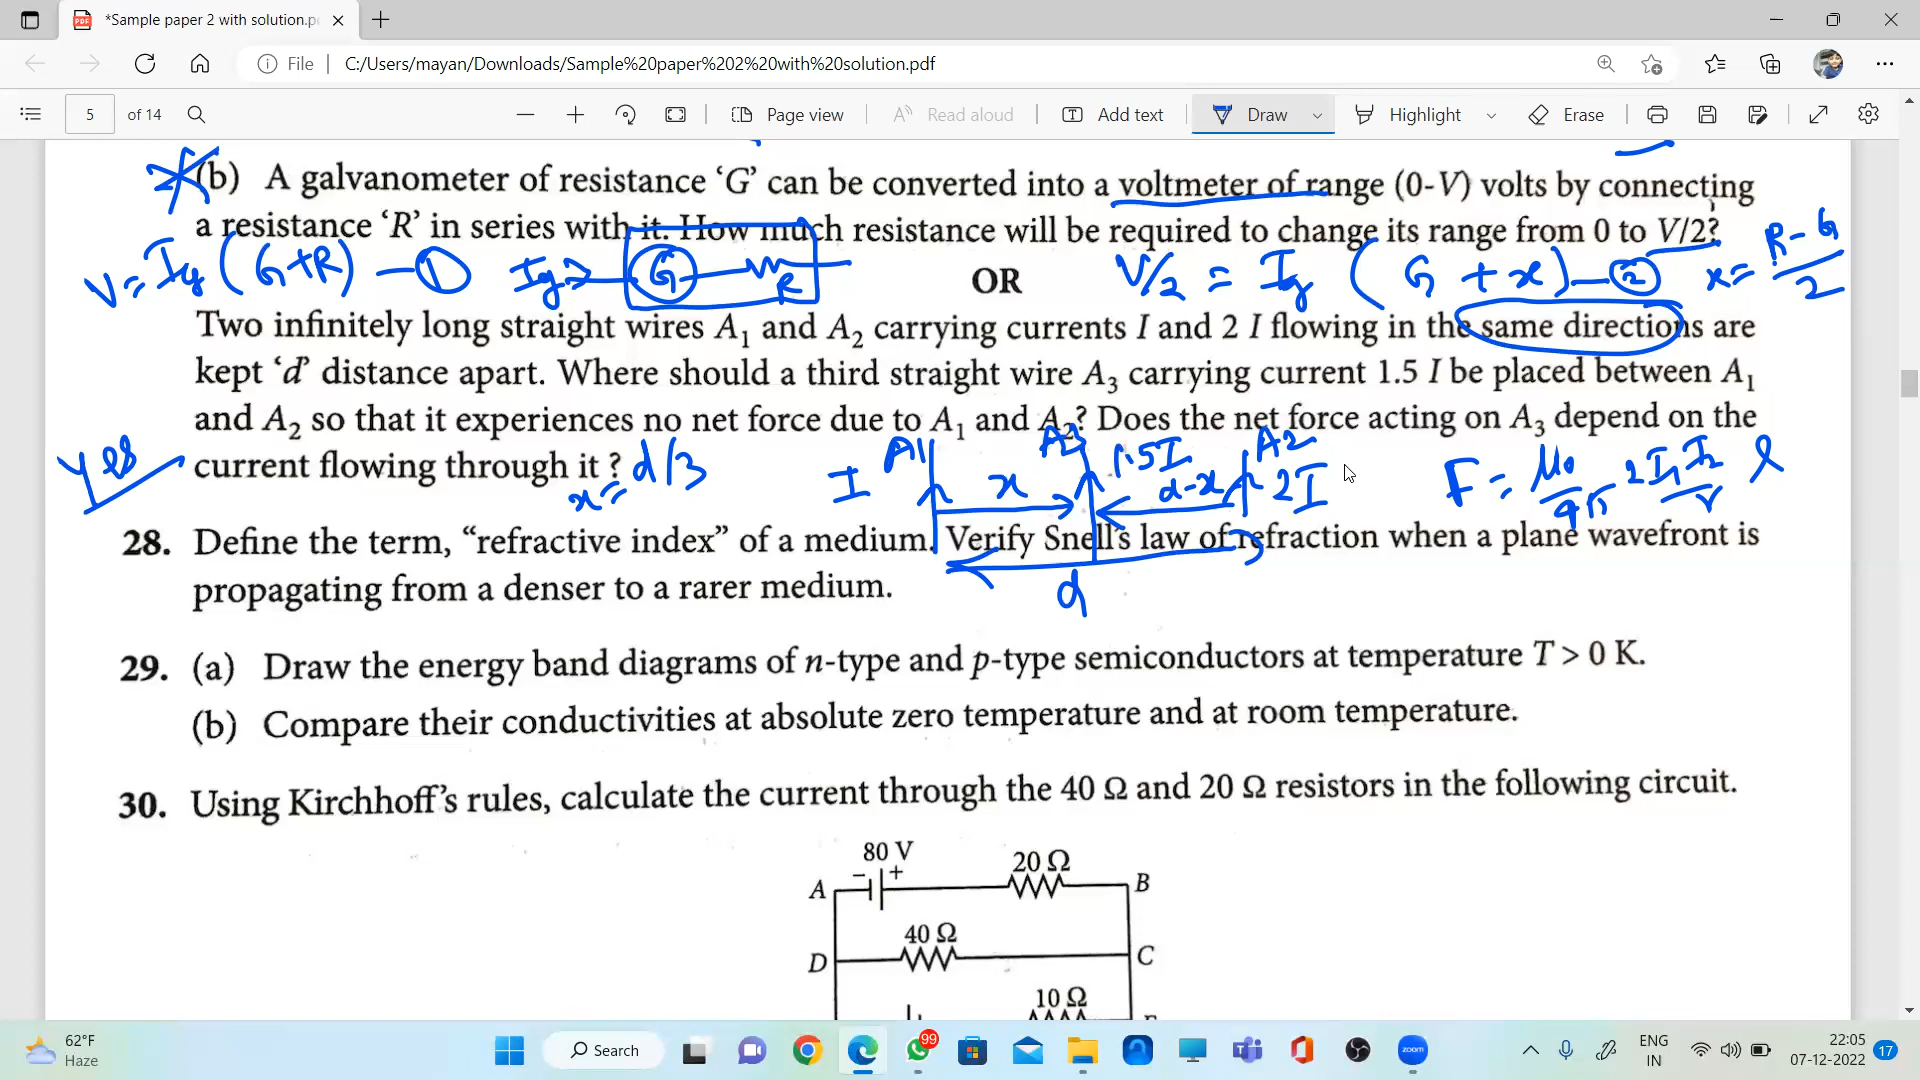 *Sample paper 2 with solution.p
File
C:/Users/mayan/Downloads/Sample%20paper%202%20with%20solution.pdf
5 of 14
Page view
Read aloud
Add text
Draw
Highlight
Erase
(b) A galvanometer of resistance ‘G’ can be converted into a voltmeter of range (0-V) volts by connecting
a resistance ‘R’ in series with it. How much resistance will be required to change its range from 0 to V/2?
V = Ig (G+R) — ①
Ig → G R
OR
V/2 = Ig (G + x) — ②
x = R-G/2
Two infinitely long straight wires A₁ and A₂ carrying currents I and 2 I flowing in the same directions are
kept ‘d’ distance apart. Where should a third straight wire A₃ carrying current 1.5 I be placed between A₁
and A₂ so that it experiences no net force due to A₁ and A₂? Does the net force acting on A₃ depend on the
current flowing through it ?
Yes
x = d/3
I A1 x A3 1.5I d-x A2 2I
F = μ₀/4π 2I₁I₂/r l
d
28. Define the term, “refractive index” of a medium. Verify Snell’s law of refraction when a plane wavefront is
propagating from a denser to a rarer medium.
29. (a) Draw the energy band diagrams of n-type and p-type semiconductors at temperature T > 0 K.
(b) Compare their conductivities at absolute zero temperature and at room temperature.
30. Using Kirchhoff’s rules, calculate the current through the 40 Ω and 20 Ω resistors in the following circuit.
80 V
20 Ω
A − + B
40 Ω
D C
10 Ω
62°F
Haze
Search
99
zoom
ENG
IN
22:05
07-12-2022
17